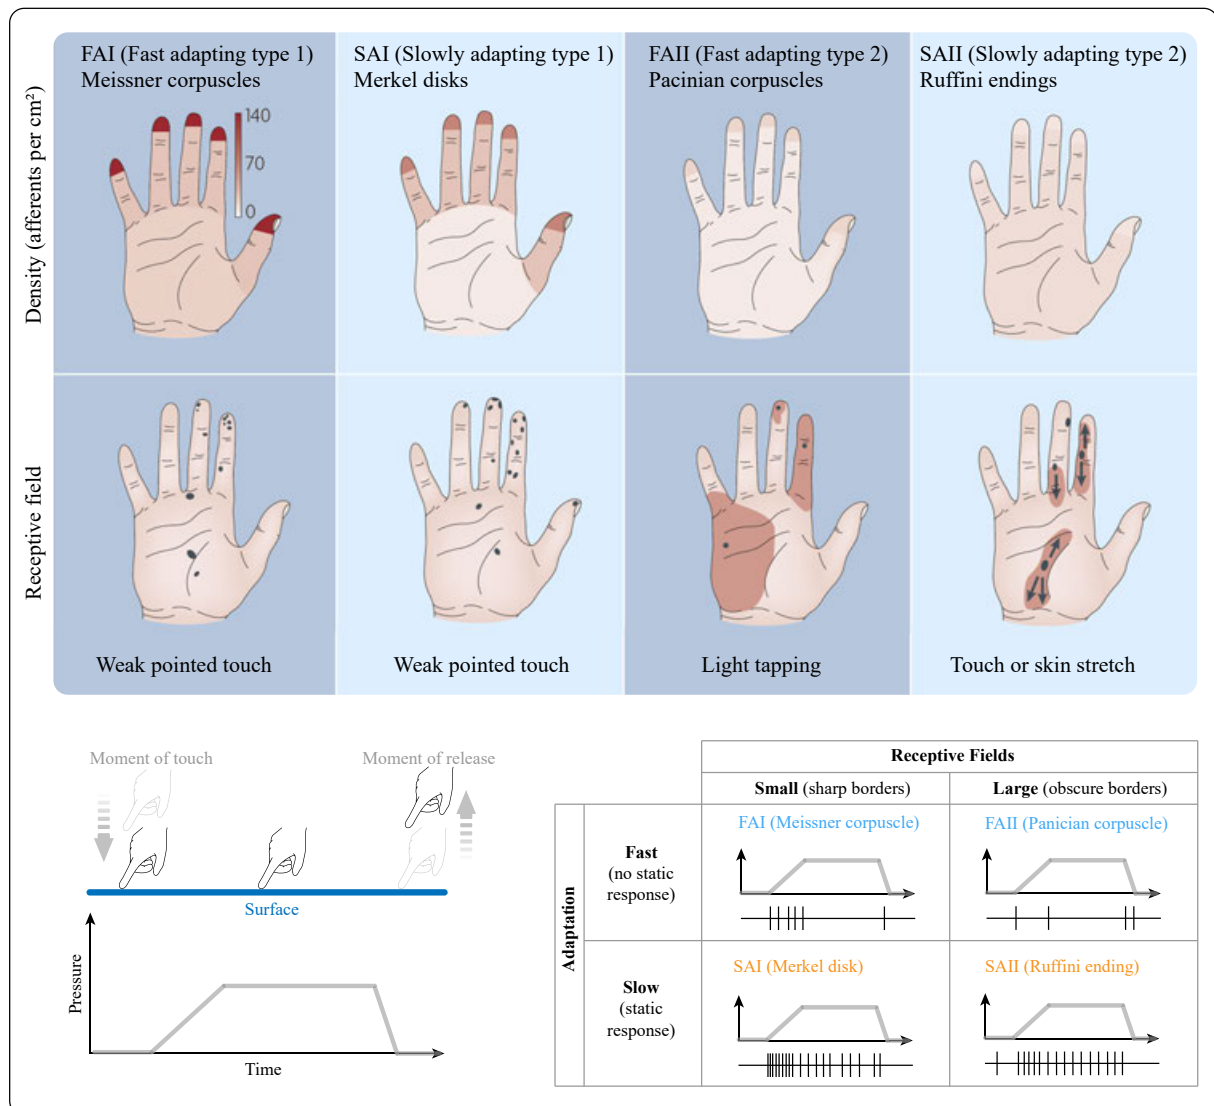 FAI (Fast adapting type 1)
Meissner corpuscles
SAI (Slowly adapting type 1)
Merkel disks
FAII (Fast adapting type 2)
Pacinian corpuscles
SAII (Slowly adapting type 2)
Ruffini endings
Density (afferents per cm²)
140
70
0
Receptive field
Weak pointed touch
Weak pointed touch
Light tapping
Touch or skin stretch
Moment of touch
Moment of release
Surface
Pressure
Time
Receptive Fields
Small (sharp borders)
Large (obscure borders)
Adaptation
Fast
(no static
response)
FAI (Meissner corpuscle)
FAII (Panician corpuscle)
Slow
(static
response)
SAI (Merkel disk)
SAII (Ruffini ending)